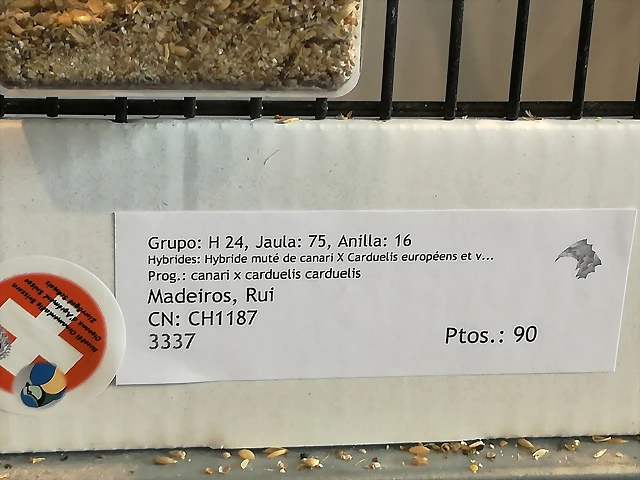 Grupo: H 24, Jaula: 75, Anilla: 16
Hybrides: Hybride muté de canari X Carduelis européens et v...
Prog.: canari x carduelis carduelis
Madeiros, Rui
CN: CH1187
3337
Ptos.: 90